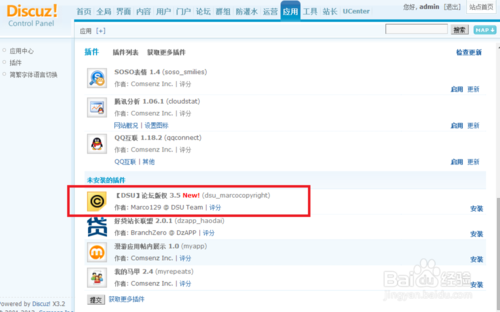 Discuz!
Control Panel
首页 全局 界面 内容 用户 门户 论坛 群组 防灌水 运营 应用 工具 站长 UCenter
您好, admin [退出]
站点首页
应用 [+]
搜索
MAP
应用中心
插件
简繁字体语言切换
插件 插件列表 获取更多插件 检查更新
SOSO表情 1.4 (soso_smilies)
作者: Comsenz Inc. | 评分
启用 更新
腾讯分析 1.06.1 (cloudstat)
作者: Comsenz Inc. | 评分
网站概况 | 设置图标
启用 更新
QQ互联 1.18.2 (qqconnect)
作者: Comsenz Inc. | 评分
QQ互联 | 其他
启用 更新
未安装的插件
【DSU】论坛版权 3.5 New! (dsu_marcocopyright)
作者: Marco129 @ DSU Team | 评分
安装
好贷站长联盟 2.0.1 (dzapp_haodai)
作者: BranchZero @ DzAPP | 评分
安装
漫游应用帖内展示 1.0 (myapp)
作者: Comsenz Inc. | 评分
安装
我的马甲 2.4 (myrepeats)
作者: Comsenz Inc. | 评分
安装
提交 获取更多插件
Powered by Discuz! X3.2
Baidu 百度 经验